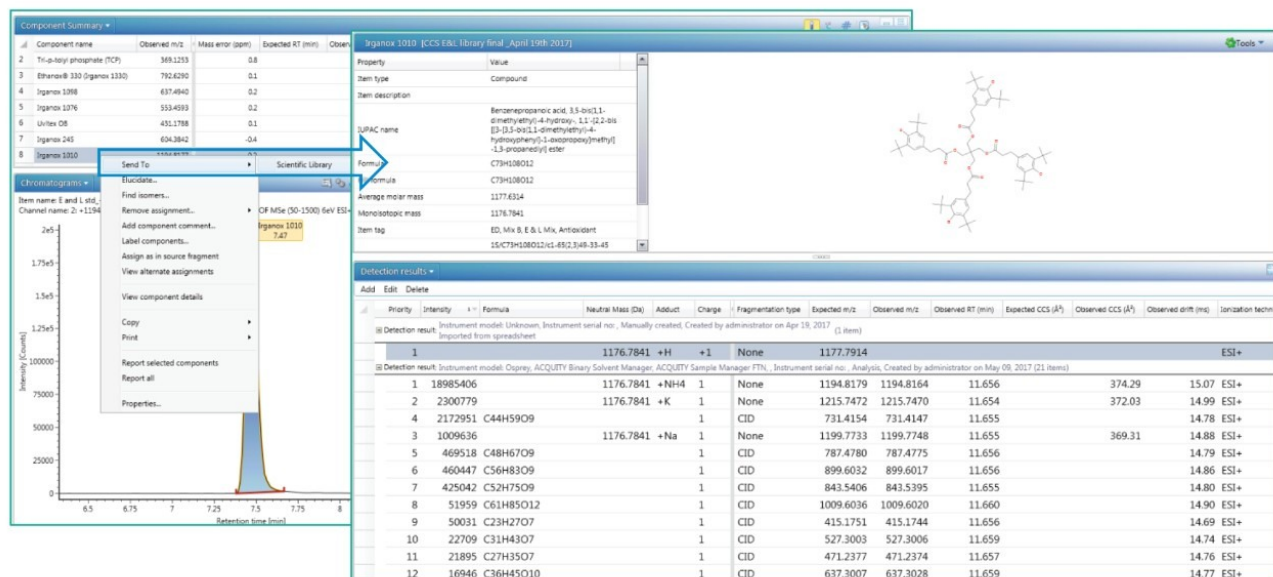 Component Summary
Component name Observed m/z Mass error (ppm) Expected RT (min) Obser
2 Tri-p-tolyl phosphate (TCP) 369.1253 0.8
3 Ethanox® 330 (Irganox 1330) 792.6290 0.1
4 Irganox 1098 637.4940 0.2
5 Irganox 1076 553.4593 0.2
6 Uvitex OB 431.1788 0.1
7 Irganox 245 604.3842 -0.4
8 Irganox 1010
Send To Scientific Library
Elucidate...
Find isomers...
Remove assignment...
Add component comment...
Label components...
Assign as in source fragment
View alternate assignments
View component details
Copy
Print
Report selected components
Report all
Properties...
Chromatograms
Item name: E and L std_
Channel name: 2: +1194 OF MSe (50-1500) 6eV ESI+
Irganox 1010
7.47
Intensity [Counts]
2e5
1.75e5
1.5e5
1.25e5
100000
75000
50000
25000
0
6.5 6.75 7 7.25 7.5 7.75 8
Retention time [min]
Irganox 1010 [CCS E&L library final _April 19th 2017] Tools
Property Value
Item type Compound
Item description
IUPAC name
Benzenepropanoic acid, 3,5-bis(1,1-
dimethylethyl)-4-hydroxy-, 1,1'-[2,2-bis
[[3-[3,5-bis(1,1-dimethylethyl)-4-
hydroxyphenyl]-1-oxopropoxy]methyl]
-1,3-propanediyl] ester
Formula C73H108O12
formula C73H108O12
Average molar mass 1177.6314
Monoisotopic mass 1176.7841
Item tag ED, Mix B, E & L Mix, Antioxidant
1S/C73H108O12/c1-65(2,3)49-33-45
Detection results
Add Edit Delete
Priority Intensity Formula Neutral Mass (Da) Adduct Charge Fragmentation type Expected m/z Observed m/z Observed RT (min) Expected CCS (Å²) Observed CCS (Å²) Observed drift (ms) Ionization techn
Detection result: Instrument model: Unknown, Instrument serial no: , Manually created, Created by administrator on Apr 19, 2017 (1 item)
Imported from spreadsheet
1 1176.7841 +H +1 None 1177.7914 ESI+
Detection result: Instrument model: Osprey, ACQUITY Binary Solvent Manager, ACQUITY Sample Manager FTN, , Instrument serial no: , Analysis, Created by administrator on May 09, 2017 (21 items)
1 18985406 1176.7841 +NH4 1 None 1194.8179 1194.8164 11.656 374.29 15.07 ESI+
2 2300779 1176.7841 +K 1 None 1215.7472 1215.7470 11.654 372.03 14.99 ESI+
4 2172951 C44H59O9 1 CID 731.4154 731.4147 11.655 14.78 ESI+
3 1009636 1176.7841 +Na 1 None 1199.7733 1199.7748 11.655 369.31 14.88 ESI+
5 469518 C48H67O9 1 CID 787.4780 787.4775 11.656 14.79 ESI+
6 460447 C56H83O9 1 CID 899.6032 899.6017 11.656 14.86 ESI+
7 425042 C52H75O9 1 CID 843.5406 843.5395 11.655 14.80 ESI+
8 51959 C61H85O12 1 CID 1009.6036 1009.6020 11.660 14.90 ESI+
9 50031 C23H27O7 1 CID 415.1751 415.1744 11.656 14.69 ESI+
10 22709 C31H43O7 1 CID 527.3003 527.3006 11.659 14.74 ESI+
11 21895 C27H35O7 1 CID 471.2377 471.2374 11.657 14.76 ESI+
12 16946 C36H45O10 1 CID 637.3007 637.3028 11.659 14.77 ESI+